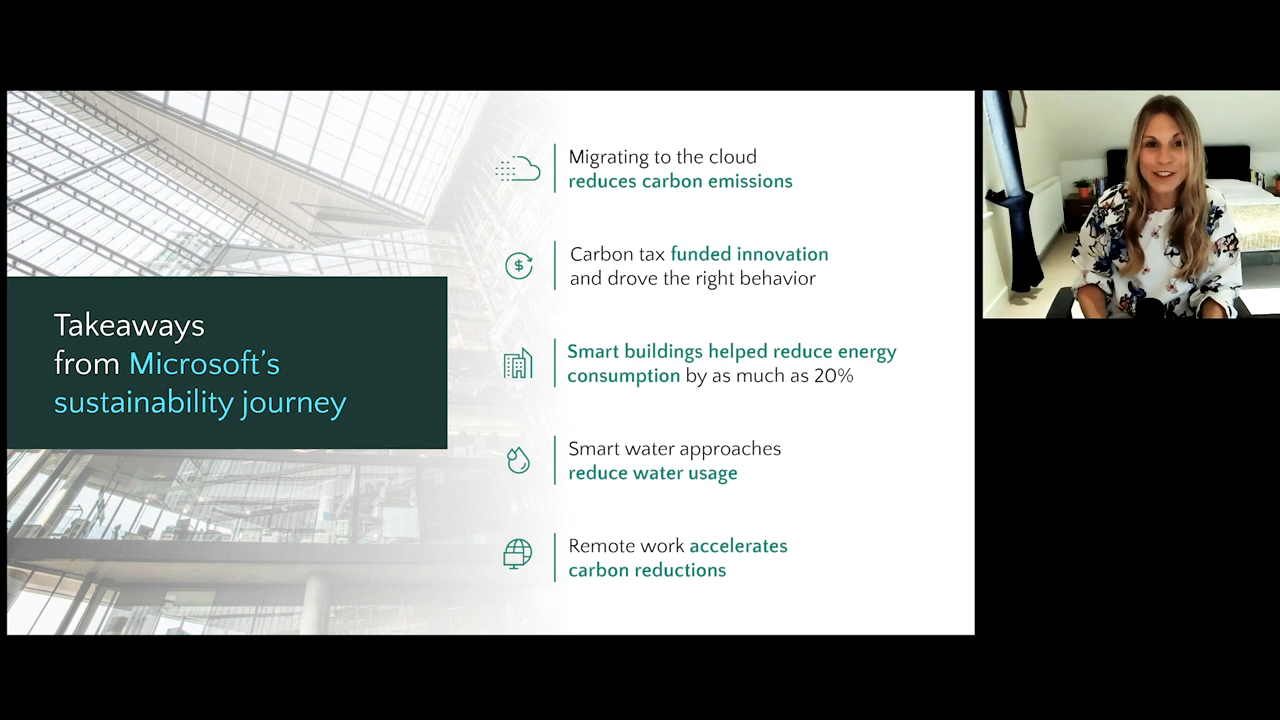 Takeaways
from Microsoft's
sustainability journey
Migrating to the cloud
reduces carbon emissions
$
Carbon tax funded innovation
and drove the right behavior
Smart buildings helped reduce energy
consumption by as much as 20%
Smart water approaches
reduce water usage
Remote work accelerates
carbon reductions